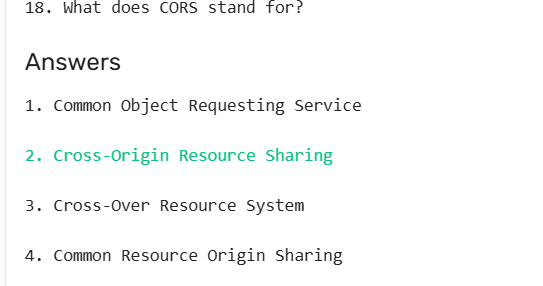 18. What does CORS stand for?
Answers
1. Common Object Requesting Service
2. Cross-Origin Resource Sharing
3. Cross-Over Resource System
4. Common Resource Origin Sharing